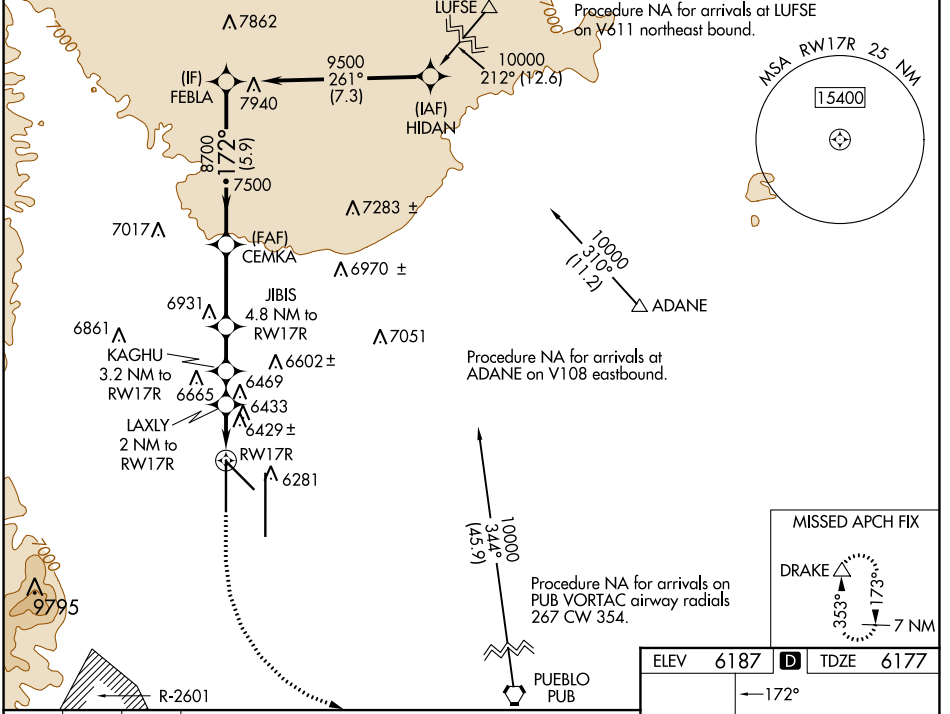 LUFSE
Procedure NA for arrivals at LUFSE
on V611 northeast bound.
7000
7000
7862
9500
261°
(7.3)
10000
212° (12.6)
MSA RW17R 25 NM
15400
(IF)
FEBLA
7940
(IAF)
HIDAN
8700
172°
(5.9)
7500
7283 ±
7017
(FAF)
CEMKA
6970 ±
10000
310°
(11.2)
ADANE
6931
JIBIS
4.8 NM to
RW17R
6861
7051
KAGHU
3.2 NM to
RW17R
6602 ±
Procedure NA for arrivals at
ADANE on V108 eastbound.
6665
6469
6433
LAXLY
2 NM to
RW17R
6429 ±
RW17R
6281
10000
344°
(45.9)
7000
9795
Procedure NA for arrivals on
PUB VORTAC airway radials
267 CW 354.
MISSED APCH FIX
DRAKE
353°
173°
7 NM
R-2601
PUEBLO
PUB
ELEV 6187 D TDZE 6177
172°